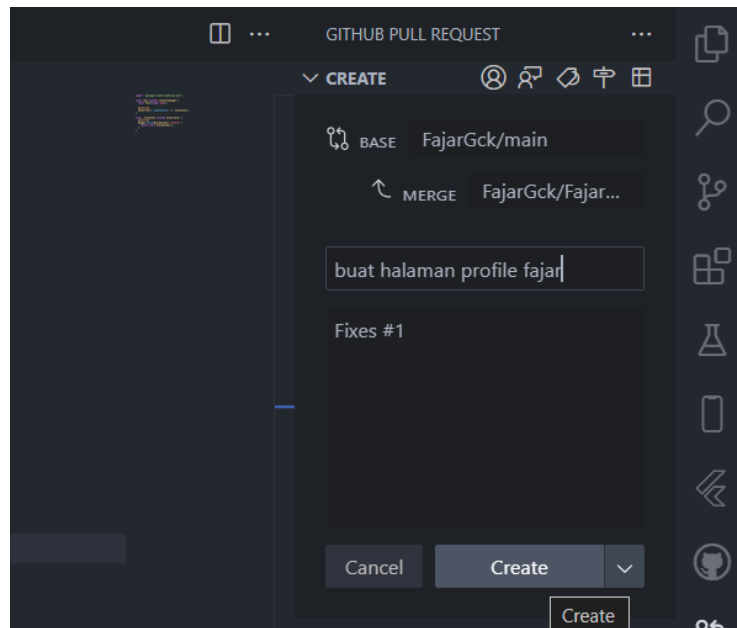 GITHUB PULL REQUEST
CREATE
BASE FajarGck/main
MERGE FajarGck/Fajar...
buat halaman profile fajar
Fixes #1
Cancel Create
Create